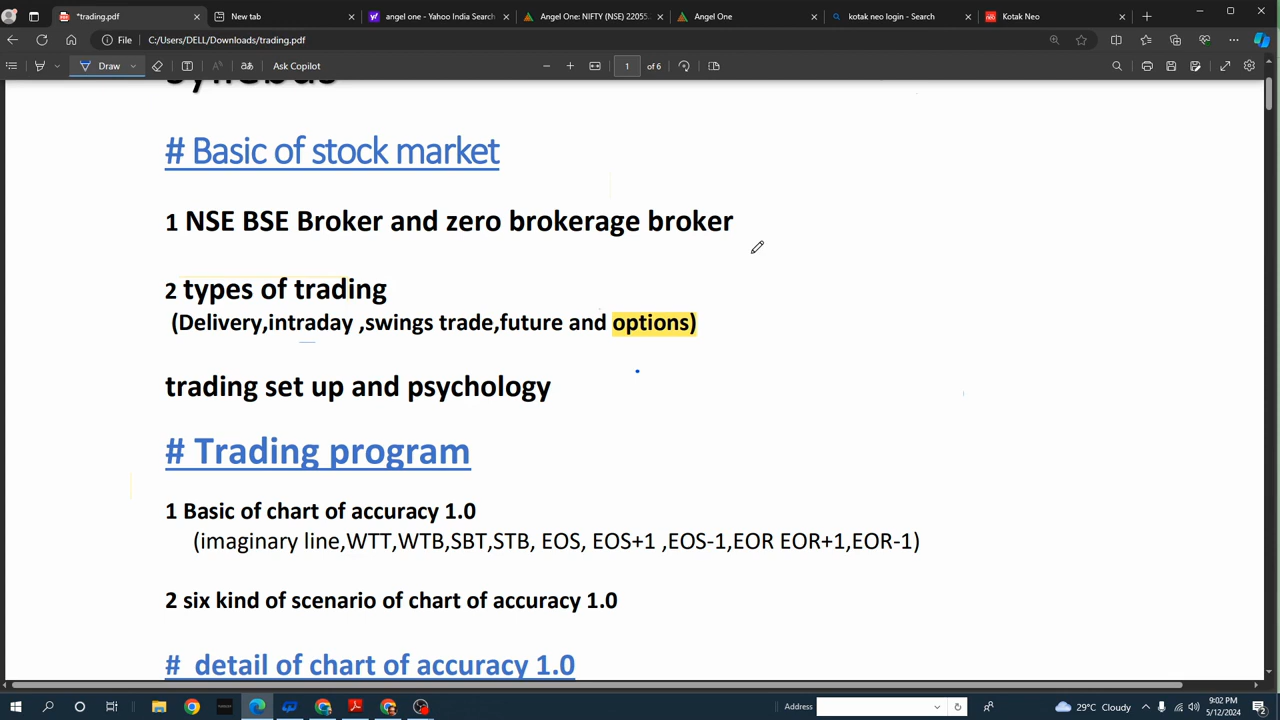 *trading.pdf
New tab
angel one - Yahoo India Search
Angel One: NIFTY (NSE) 22055.
Angel One
kotak neo login - Search
Kotak Neo
File
C:/Users/DELL/Downloads/trading.pdf
Draw
Ask Copilot
1 of 6
# Basic of stock market
1 NSE BSE Broker and zero brokerage broker
2 types of trading
(Delivery,intraday ,swings trade,future and options)
trading set up and psychology
# Trading program
1 Basic of chart of accuracy 1.0
(imaginary line,WTT,WTB,SBT,STB, EOS, EOS+1 ,EOS-1,EOR EOR+1,EOR-1)
2 six kind of scenario of chart of accuracy 1.0
# detail of chart of accuracy 1.0
Address
29°C Cloudy
9:02 PM
5/12/2024